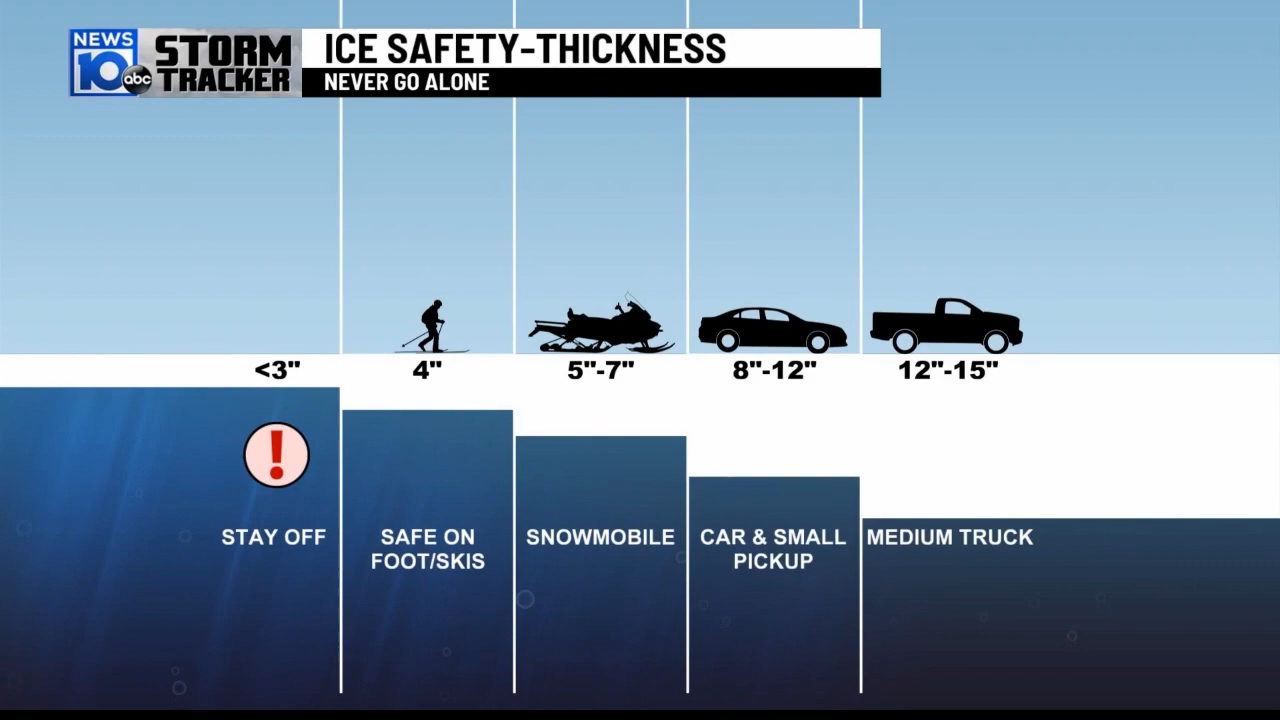 NEWS
10
abc
STORM
TRACKER
ICE SAFETY-THICKNESS
NEVER GO ALONE
<3"
4"
5"-7"
8"-12"
12"-15"
!
STAY OFF
SAFE ON
FOOT/SKIS
SNOWMOBILE
CAR & SMALL
PICKUP
MEDIUM TRUCK